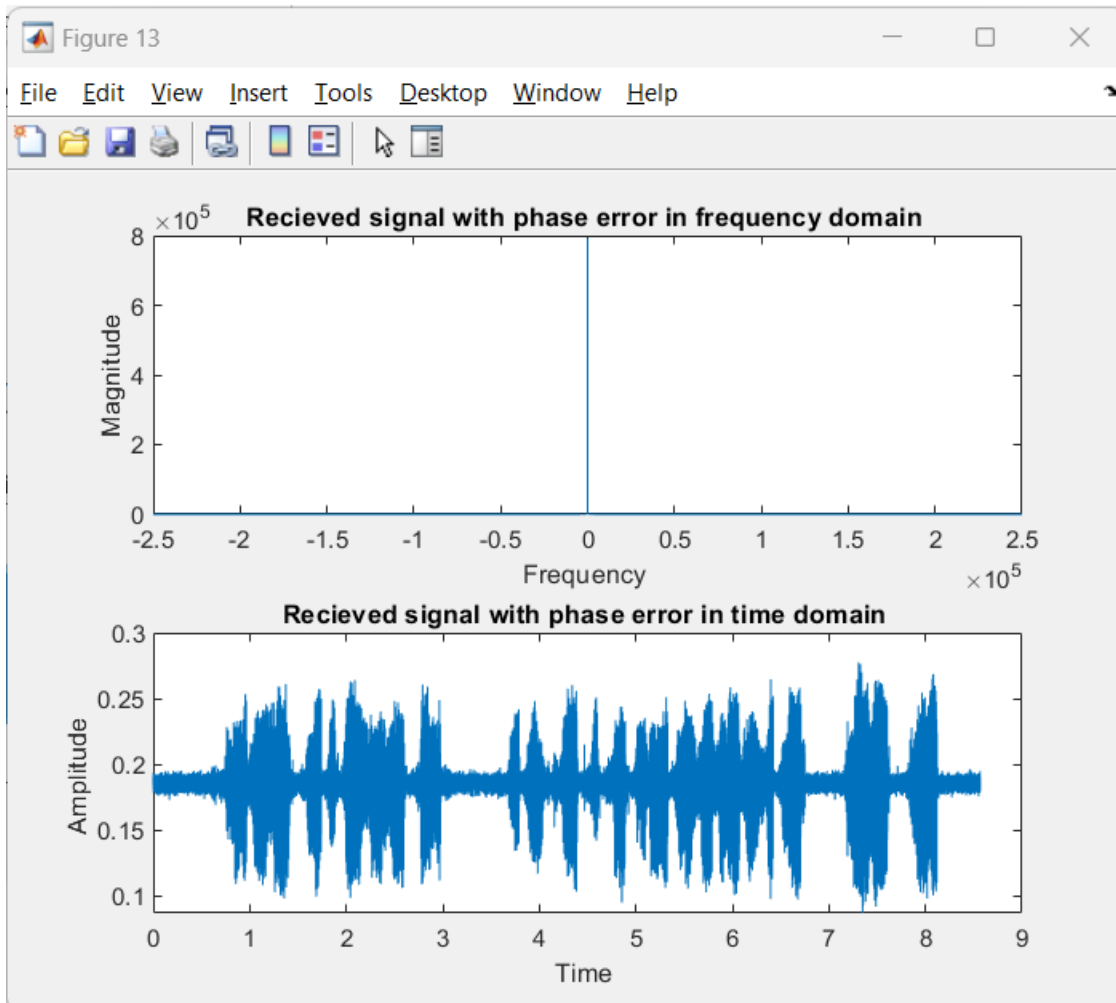 Figure 13
File Edit View Insert Tools Desktop Window Help
×10^5 Recieved signal with phase error in frequency domain
8
6
4
2
0
Magnitude
-2.5 -2 -1.5 -1 -0.5 0 0.5 1 1.5 2 2.5
Frequency ×10^5
Recieved signal with phase error in time domain
0.3
0.25
0.2
0.15
0.1
Amplitude
0 1 2 3 4 5 6 7 8 9
Time